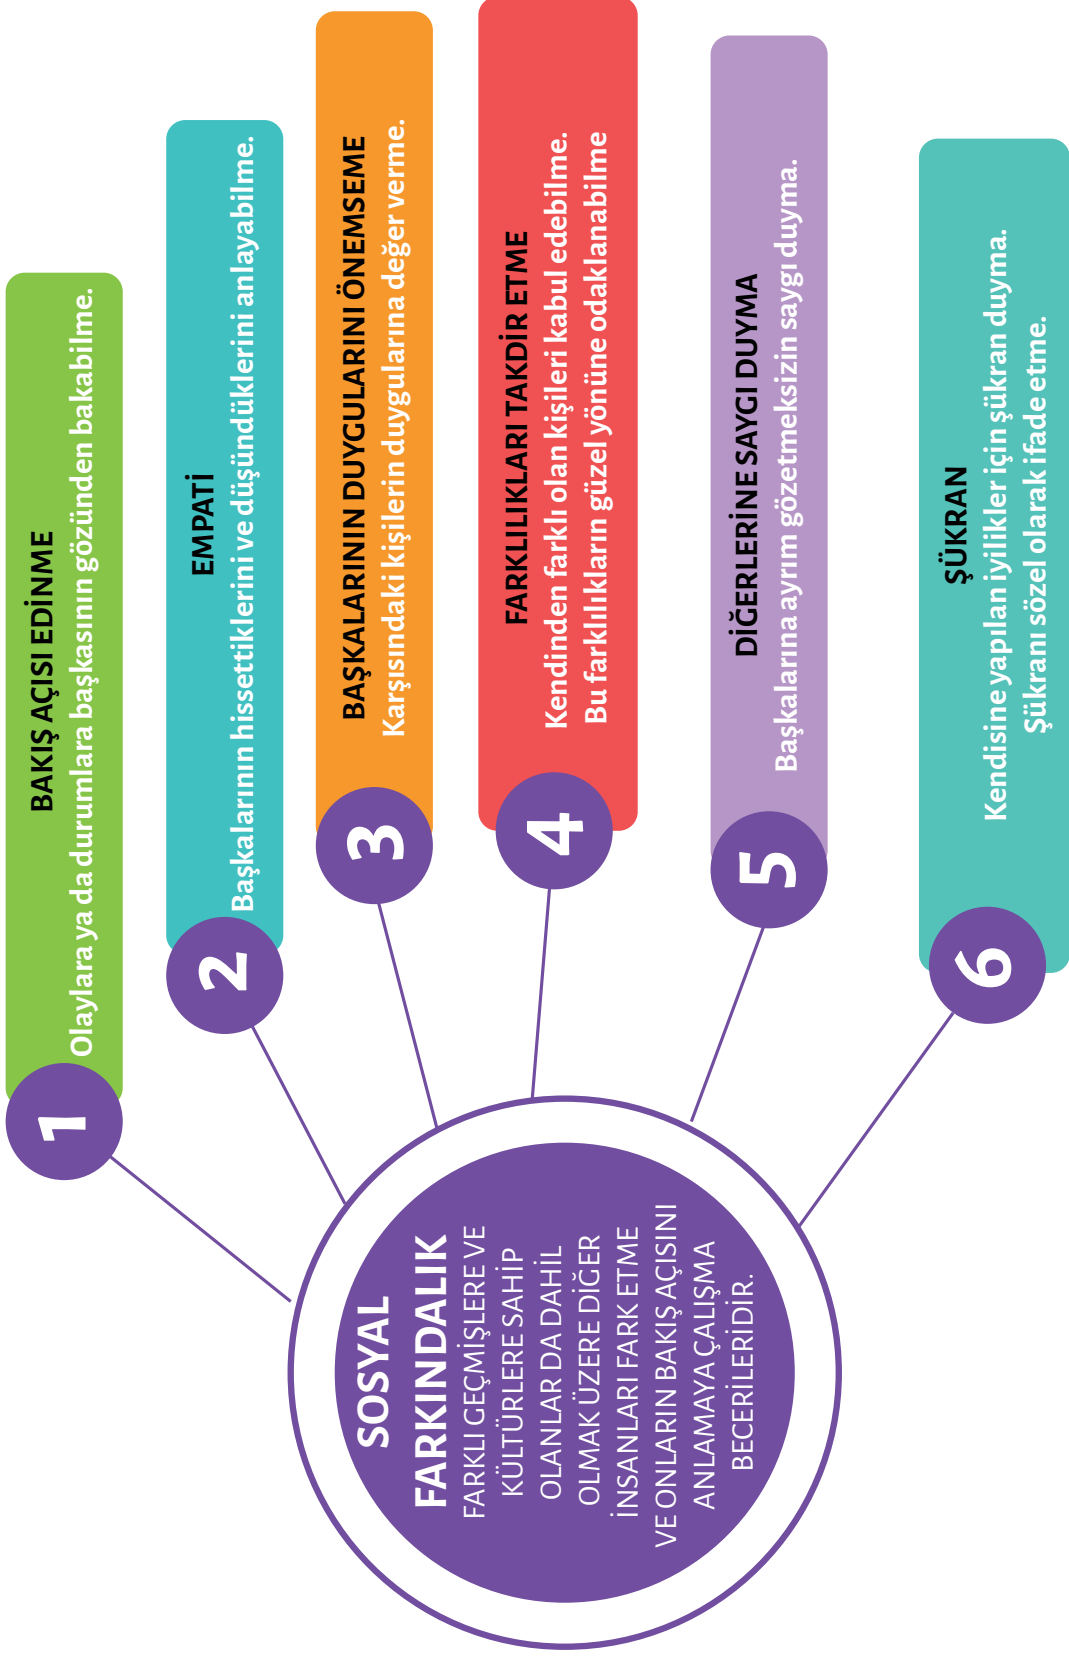 SOSYAL
FARKINDALIK
FARKLI GEÇMİŞLERE VE
KÜLTÜRLERE SAHİP
OLANLAR DA DAHİL
OLMAK ÜZERE DİĞER
İNSANLARI FARK ETME
VE ONLARIN BAKIŞ AÇISINI
ANLAMAYA ÇALIŞMA
BECERİLERİDİR.
1
BAKIŞ AÇISI EDİNME
Olaylara ya da durumlara başkasının gözünden bakabilme.
2
EMPATİ
Başkalarının hissettiklerini ve düşündüklerini anlayabilme.
3
BAŞKALARININ DUYGULARINI ÖNEMSEME
Karşısındaki kişilerin duygularına değer verme.
4
FARKLILIKLARI TAKDİR ETME
Kendinden farklı olan kişileri kabul edebilme.
Bu farklılıkların güzel yönüne odaklanabilme
5
DİĞERLERİNE SAYGI DUYMA
Başkalarına ayrım gözetmeksizin saygı duyma.
6
ŞÜKRAN
Kendisine yapılan iyilikler için şükran duyma.
Şükranı sözel olarak ifade etme.